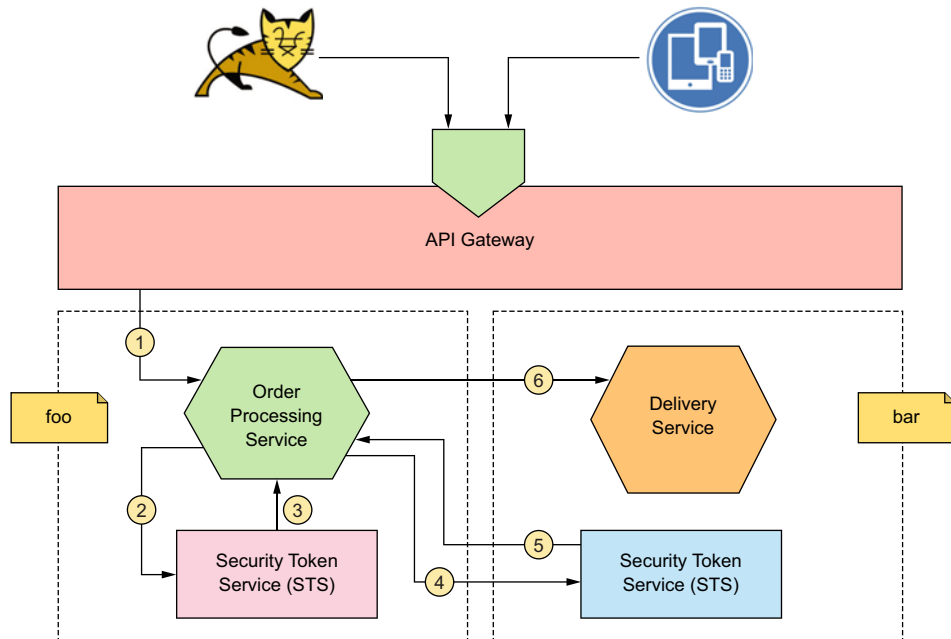 API Gateway
1
foo
Order
Processing
Service
6
Delivery
Service
bar
2
3
5
4
Security Token
Service (STS)
Security Token
Service (STS)